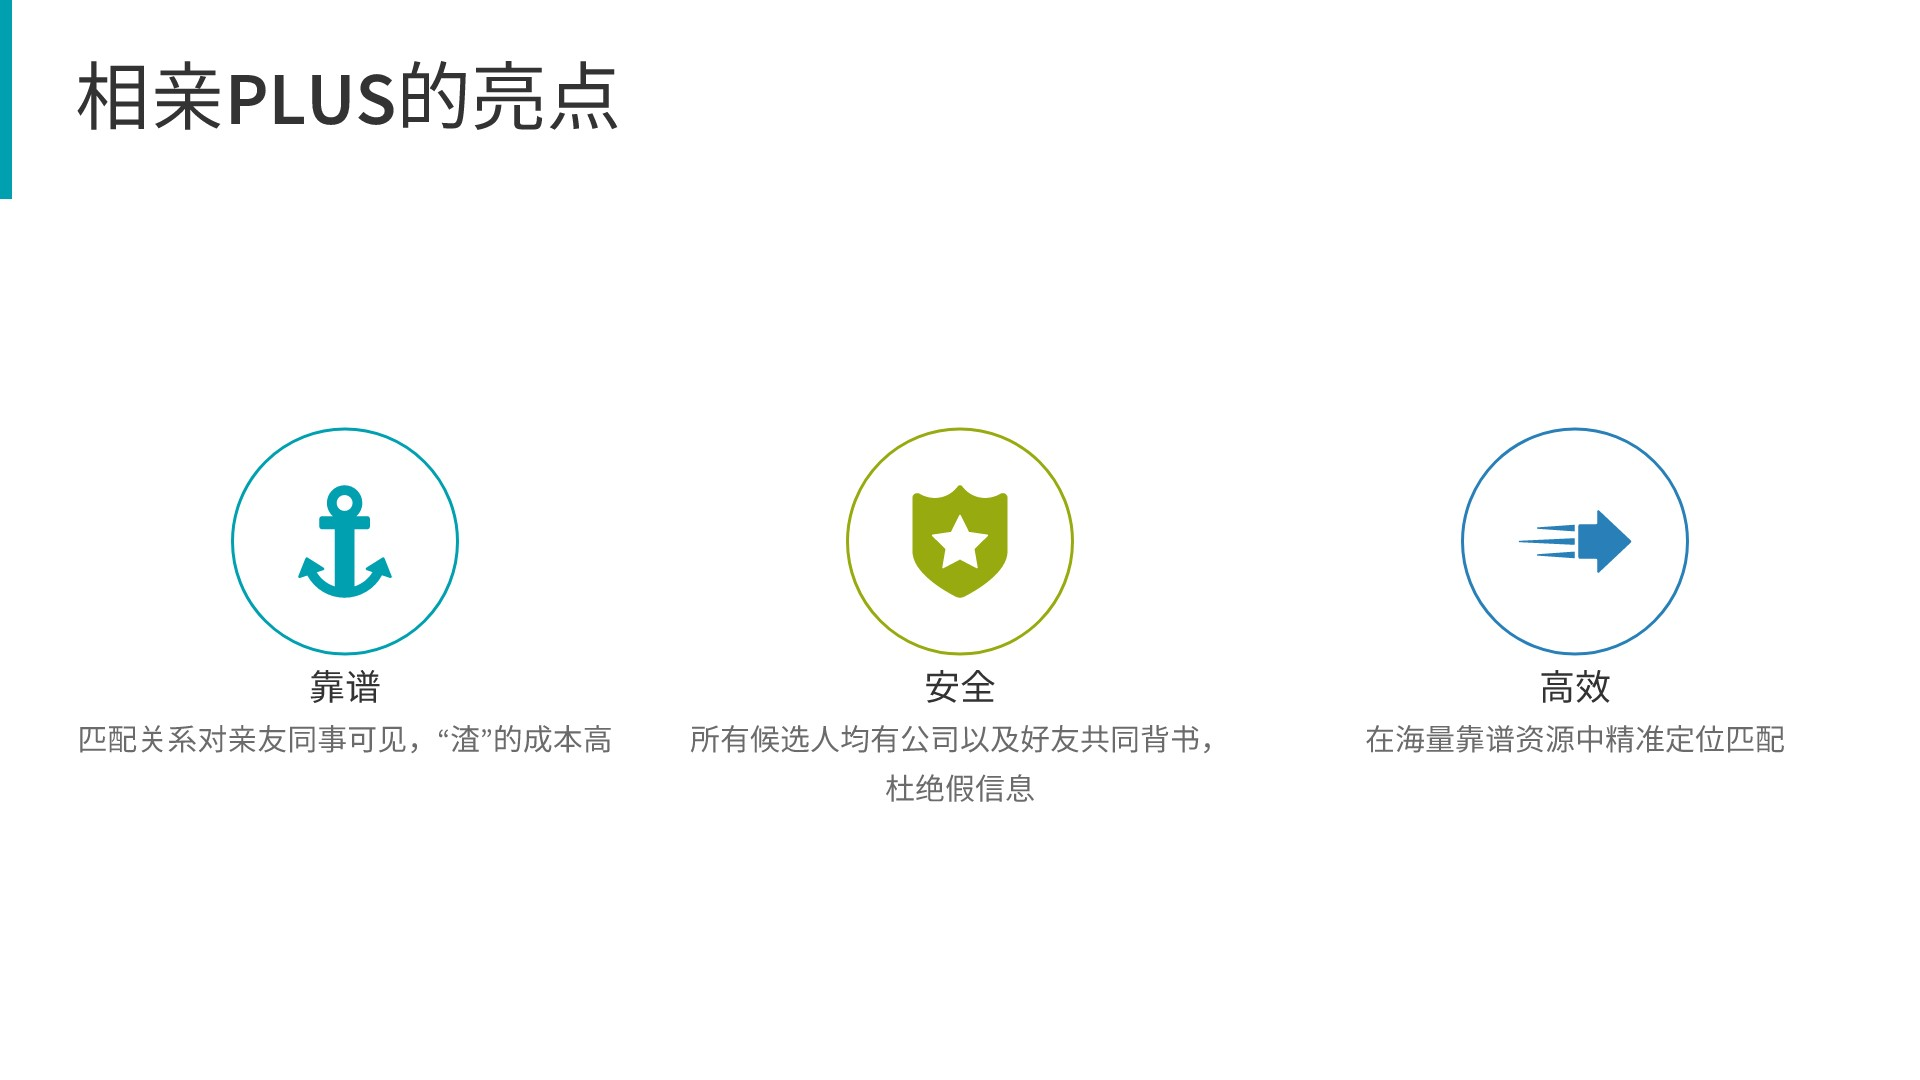 相亲PLUS的亮点
靠谱
匹配关系对亲友同事可见，“渣”的成本高
安全
所有候选人均有公司以及好友共同背书，
杜绝假信息
高效
在海量靠谱资源中精准定位匹配